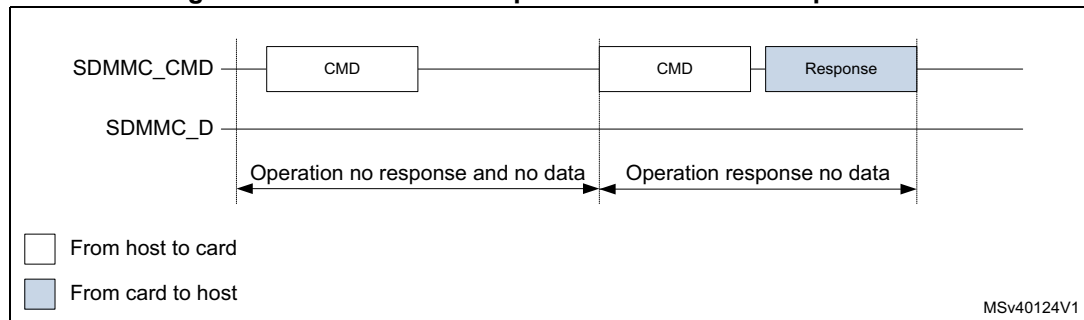 SDMMC_CMD
CMD
CMD
Response
SDMMC_D
Operation no response and no data
Operation response no data
From host to card
From card to host
MSv40124V1